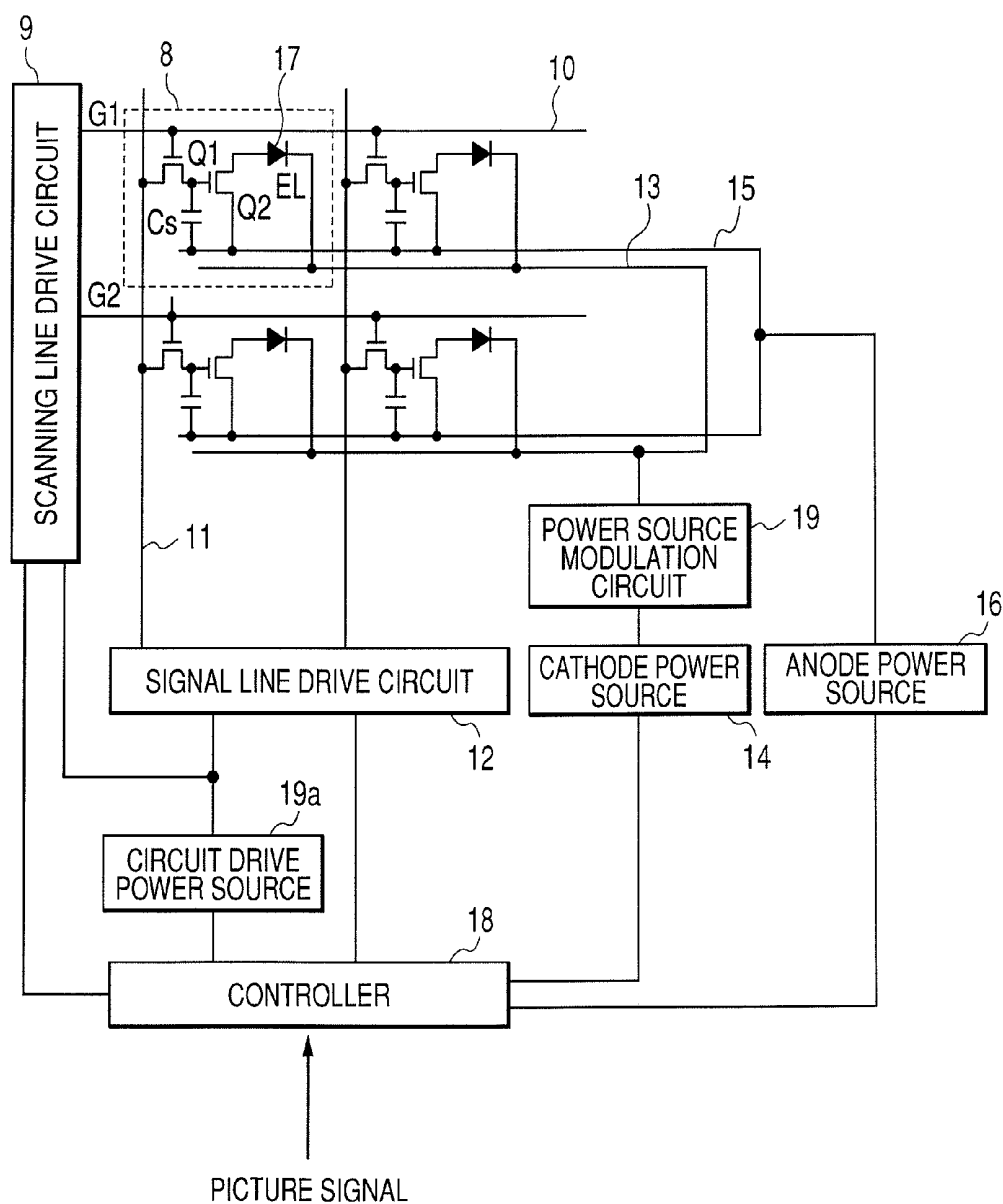 9
8
17
10
G1
Q1
EL
Q2
Cs
13
15
SCANNING LINE DRIVE CIRCUIT
G2
11
POWER SOURCE
MODULATION
CIRCUIT
19
16
SIGNAL LINE DRIVE CIRCUIT
CATHODE POWER
SOURCE
ANODE POWER
SOURCE
12
14
19a
CIRCUIT DRIVE
POWER SOURCE
18
CONTROLLER
PICTURE SIGNAL